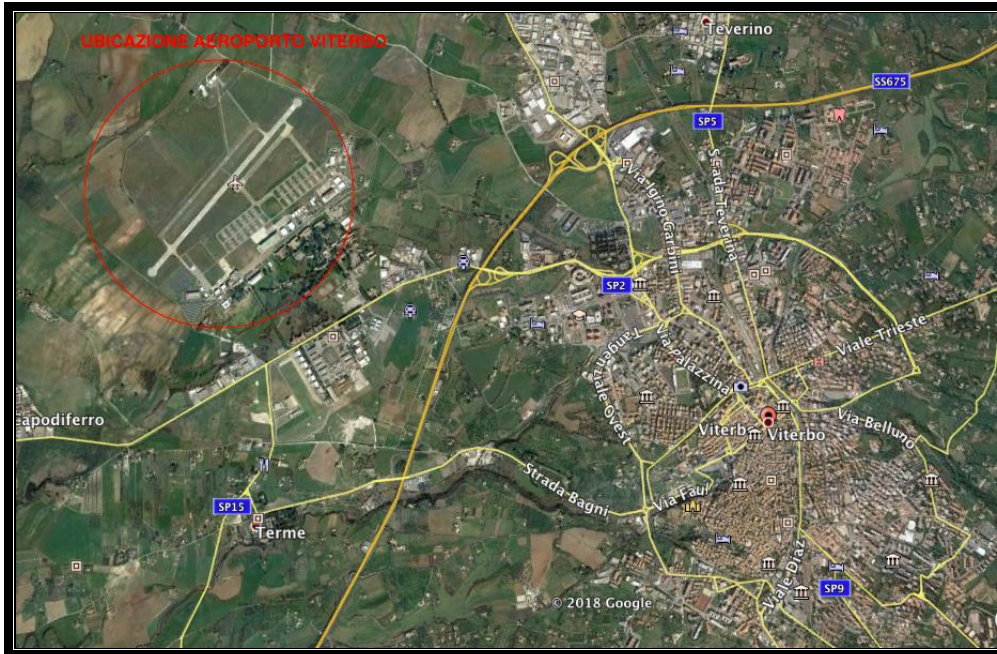 UBICAZIONE AEROPORTO VITERBO
Teverino
SS675
SP5
Strada Teverina
Via Igino Garbini
SP2
Viale Trieste
Tangenziale Ovest
Via Palazzina
Capodiferro
Viterbo
Viterbo
Via Belluno
Strada Bagni
Via Faul
SP15
Terme
Viale Diaz
SP9
© 2018 Google